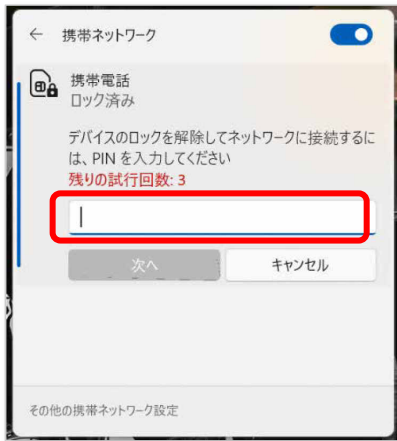 ← 携帯ネットワーク
携帯電話
ロック済み
デバイスのロックを解除してネットワークに接続するに
は、PIN を入力してください
残りの試行回数: 3
次へ キャンセル
その他の携帯ネットワーク設定